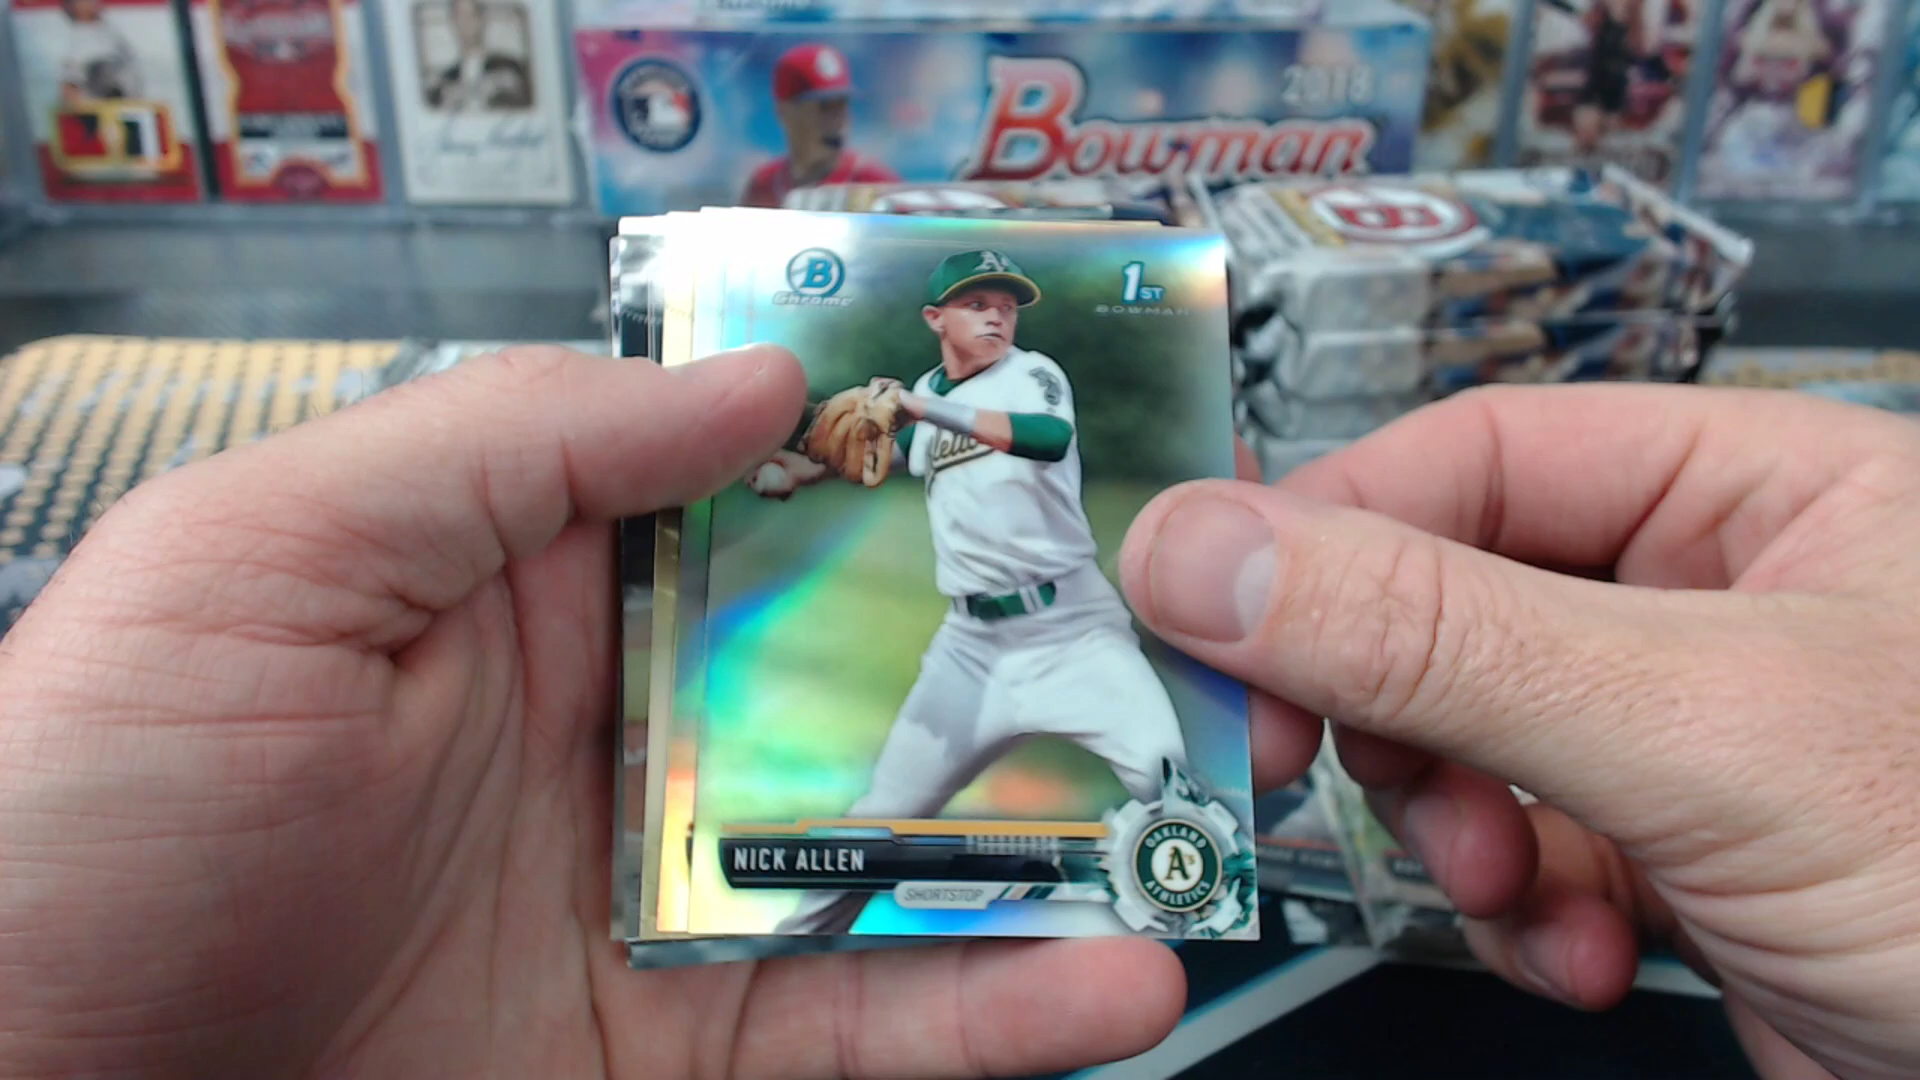 2018
Bowman
B
Chrome
A's
1ST
BOWMAN
NICK ALLEN
SHORTSTOP
OAKLAND
A's
ATHLETICS